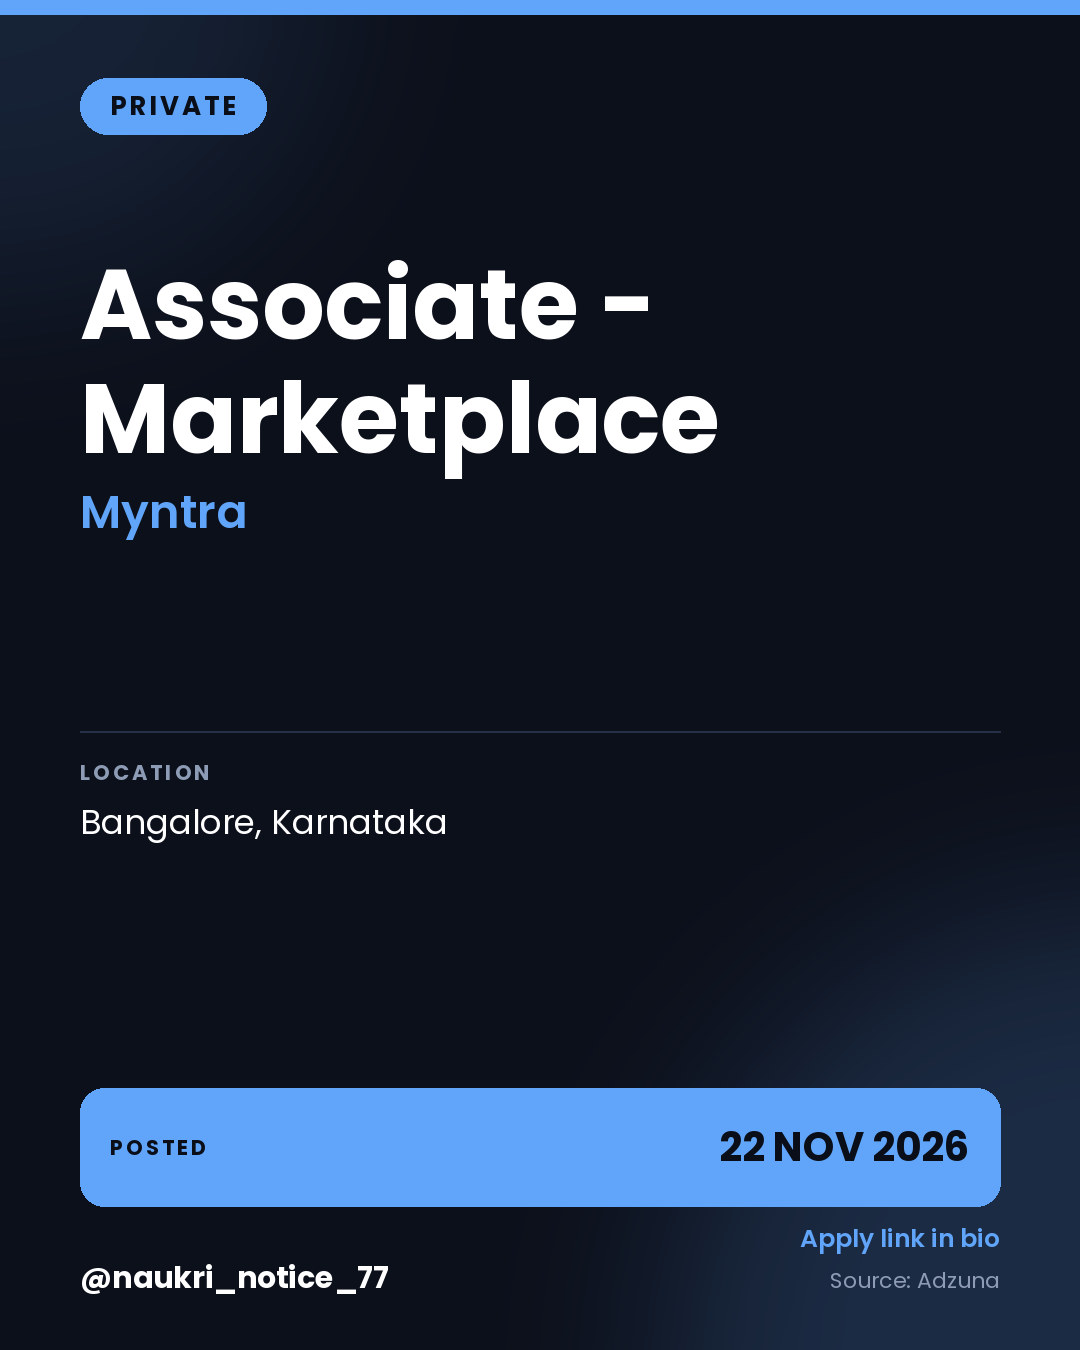 PRIVATE
Associate -
Marketplace
Myntra
LOCATION
Bangalore, Karnataka
POSTED
22 NOV 2026
Apply link in bio
@naukri_notice_77
Source: Adzuna